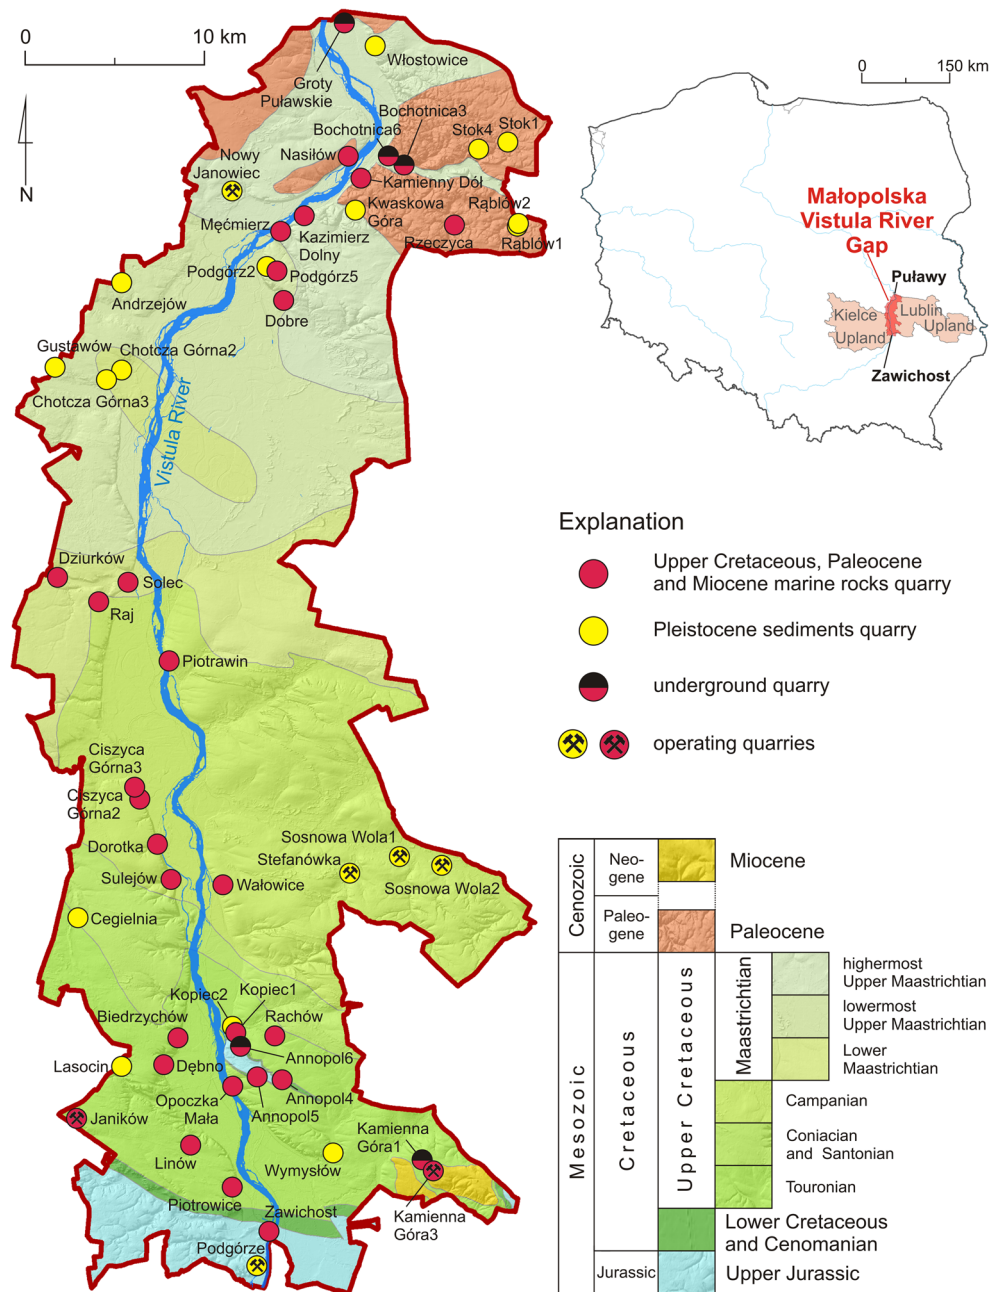 0
10 km
N
Włostowice
Groty
Puławskie
Bochotnica3
Bochotnica6
Stok4
Stok1
Nasiłów
Nowy
Janowiec
Kamienny Dół
Kwaskowa
Góra
Rąblów2
Męćmierz
Kazimierz
Dolny
Rzeczyca
Rąblów1
Podgórz2
Podgórz5
Andrzejów
Dobre
Gustawów
Chotcza Górna2
Chotcza Górna3
Vistula River
Dziurków
Solec
Raj
Piotrawin
Ciszyca
Górna3
Ciszyca
Górna2
Dorotka
Sulejów
Wałowice
Sosnowa Wola1
Stefanówka
Sosnowa Wola2
Cegielnia
Kopiec2
Kopiec1
Biedrzychów
Rachów
Annopol6
Lasocin
Dębno
Annopol4
Opoczka
Mała
Annopol5
Janików
Kamienna
Góra1
Linów
Wymysłów
Piotrowice
Zawichost
Kamienna
Góra3
Podgórze
0
150 km
Małopolska
Vistula River
Gap
Puławy
Kielce
Upland
Lublin
Upland
Zawichost
Explanation
Upper Cretaceous, Paleocene
and Miocene marine rocks quarry
Pleistocene sediments quarry
underground quarry
operating quarries
Cenozoic
Neo-
gene
Miocene
Paleo-
gene
Paleocene
Mesozoic
Cretaceous
Upper Cretaceous
Maastrichtian
highermost
Upper Maastrichtian
lowermost
Upper Maastrichtian
Lower
Maastrichtian
Campanian
Coniacian
and Santonian
Touronian
Lower Cretaceous
and Cenomanian
Jurassic
Upper Jurassic